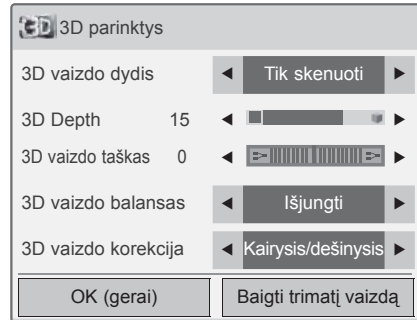 3D 3D parinktys
3D vaizdo dydis Tik skenuoti
3D Depth 15
3D vaizdo taškas 0
3D vaizdo balansas Išjungti
3D vaizdo korekcija Kairysis/dešinysis
OK (gerai) Baigti trimatį vaizdą